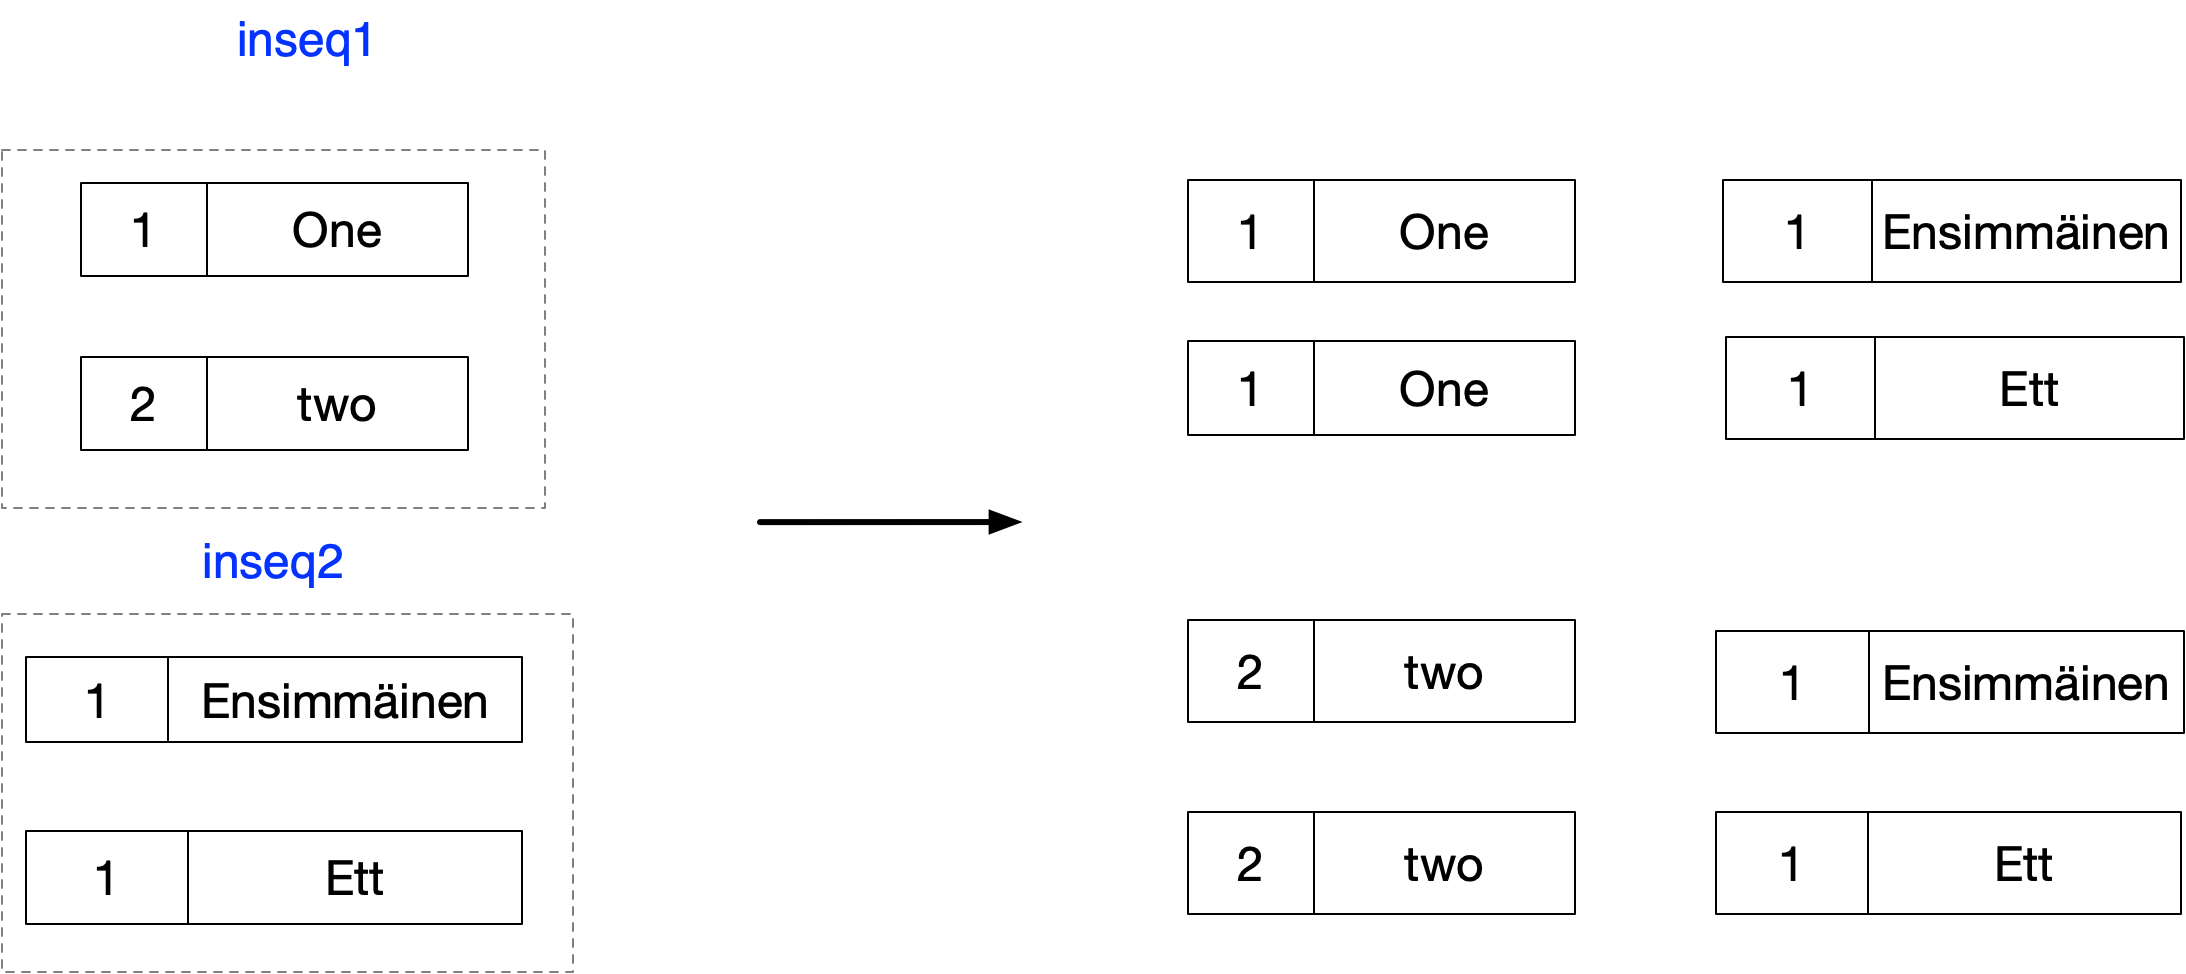 inseq1
1 One
2 two
inseq2
1 Ensimmäinen
1 Ett
1 One 1 Ensimmäinen
1 One 1 Ett
2 two 1 Ensimmäinen
2 two 1 Ett